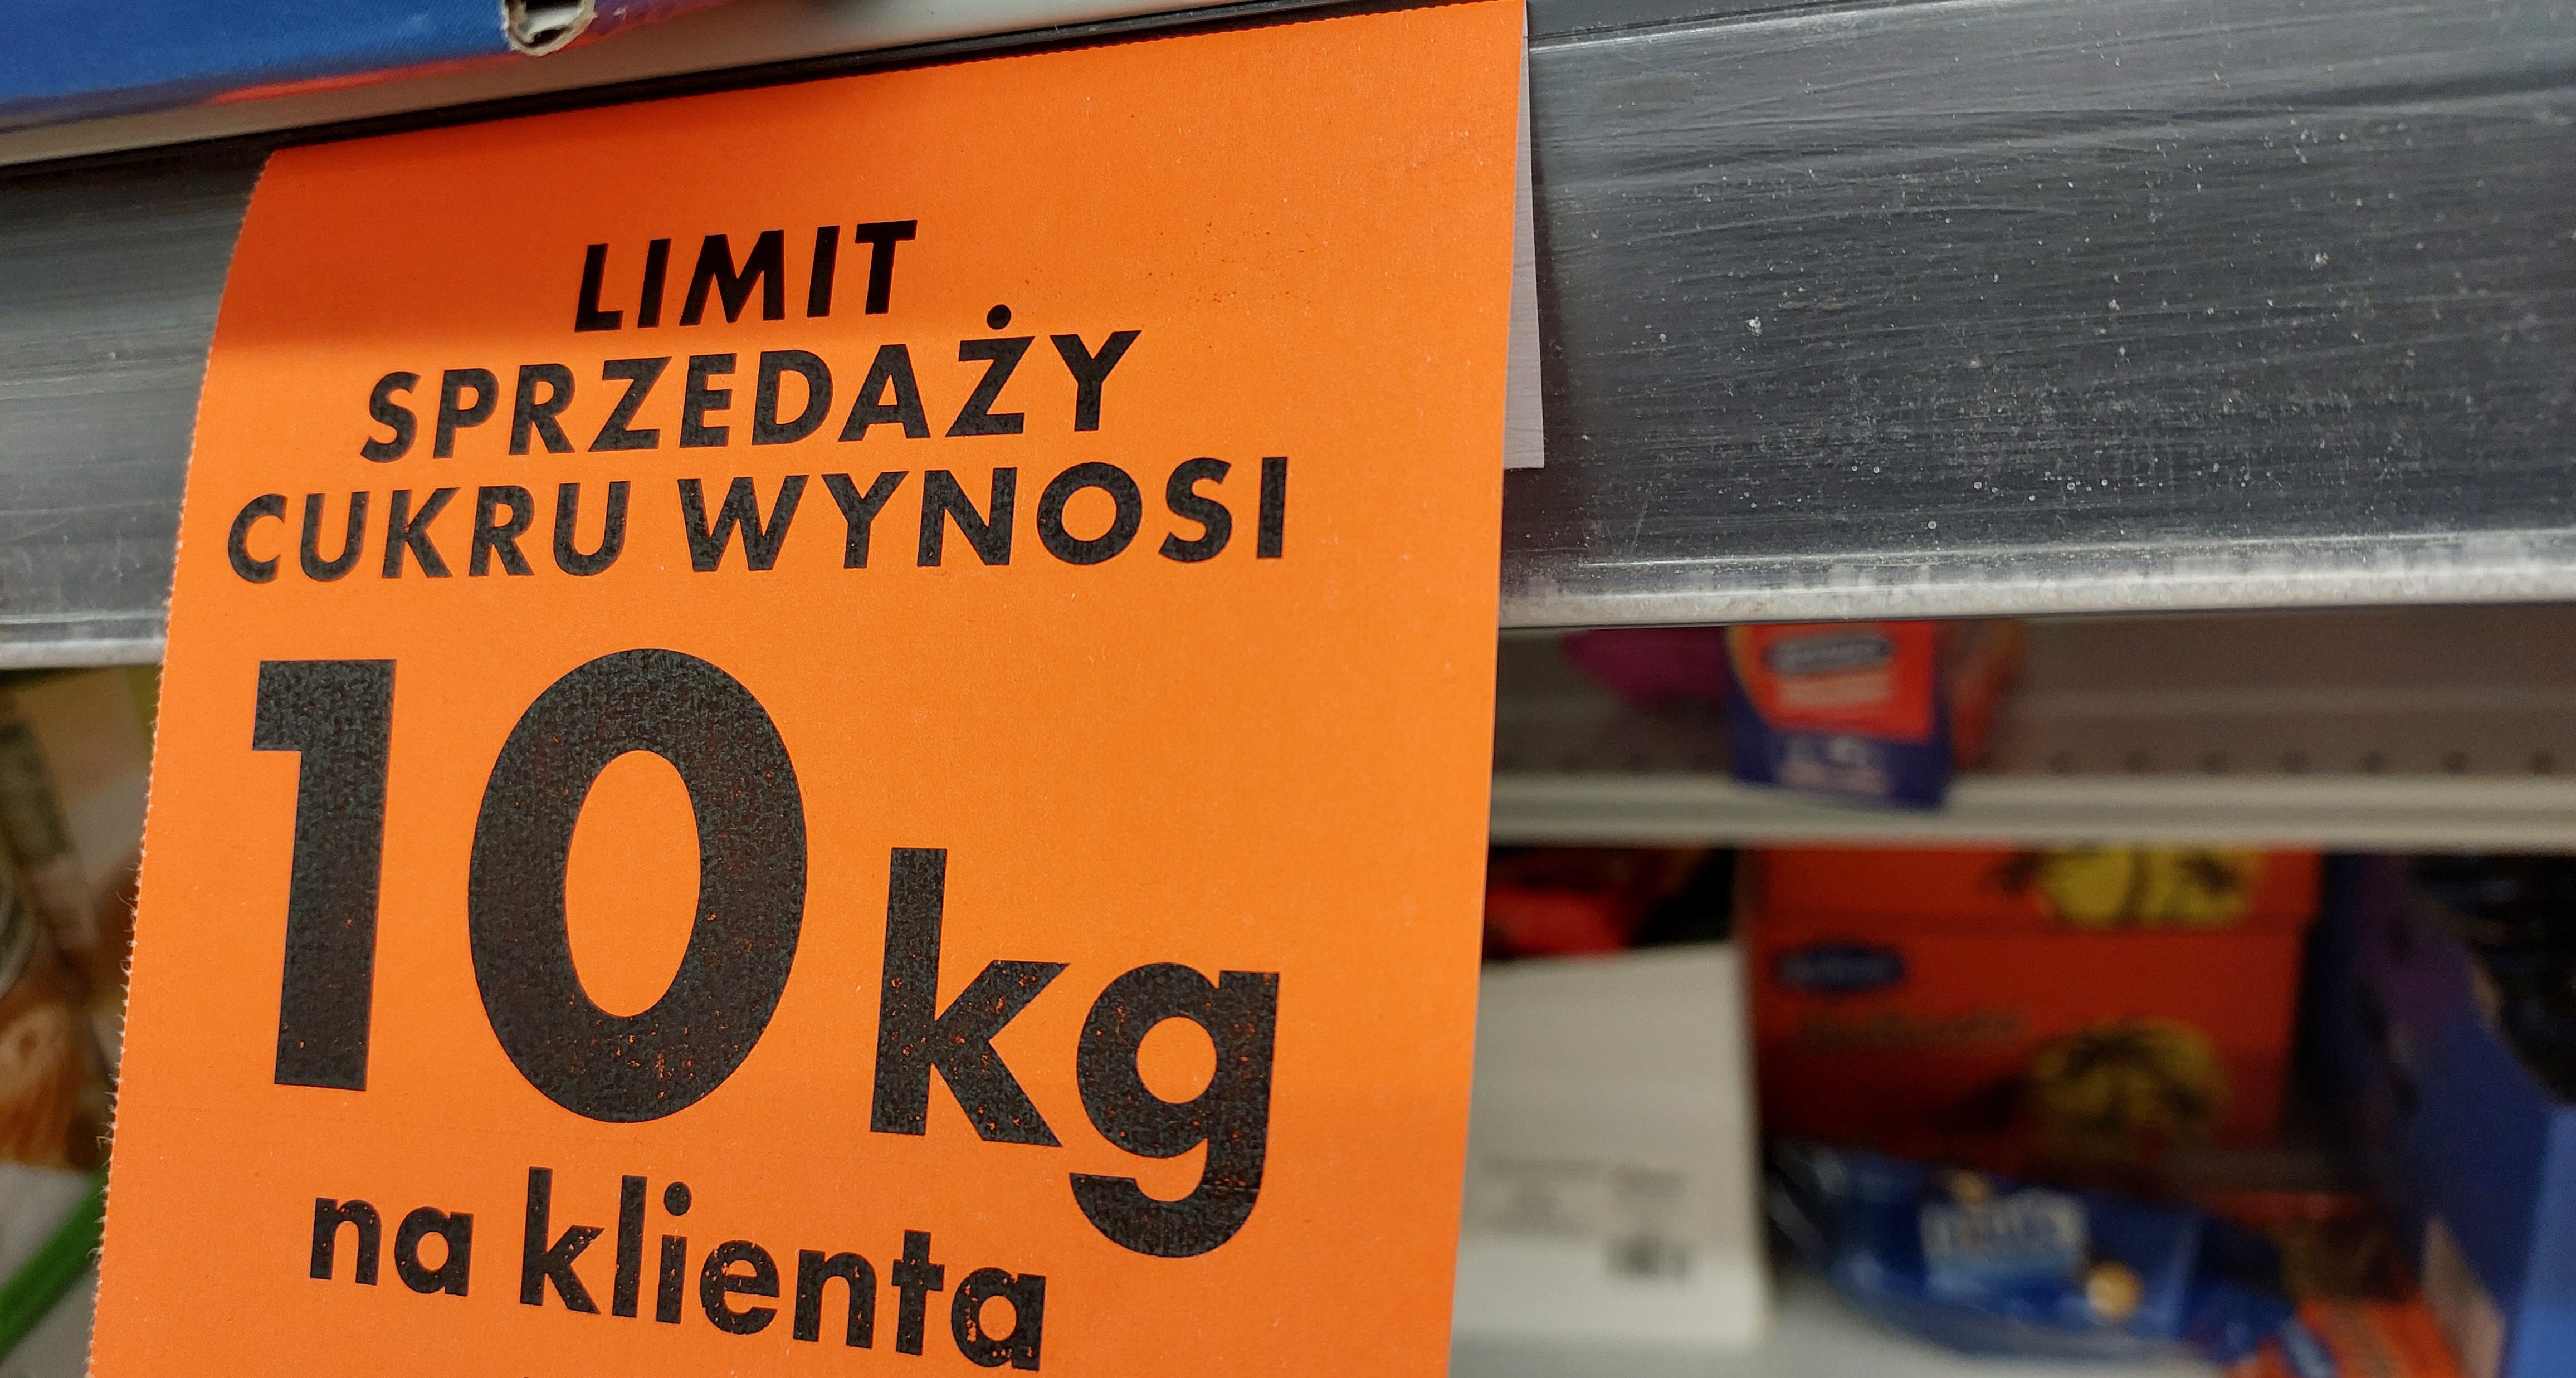 LIMIT
SPRZEDAŻY
CUKRU WYNOSI
10 kg
na klienta